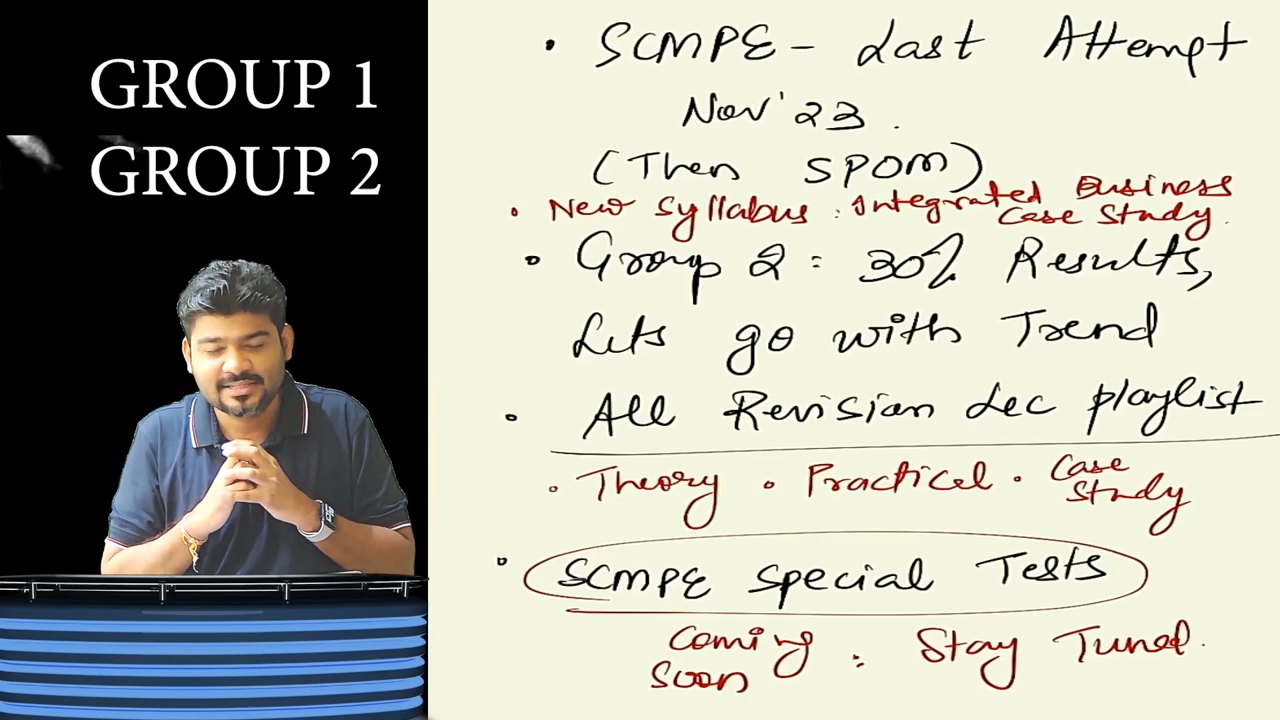 GROUP 1
GROUP 2
• SCMPE - Last Attempt
Nov'23.
(Then SPOM)
• New Syllabus : Integrated Business
Case Study.
• Group 2 : 30% Results,
Lets go with Trend
• All Revision Lec playlist
• Theory • Practical • Case
Study
• SCMPE Special Tests
Coming : Stay Tuned.
Soon